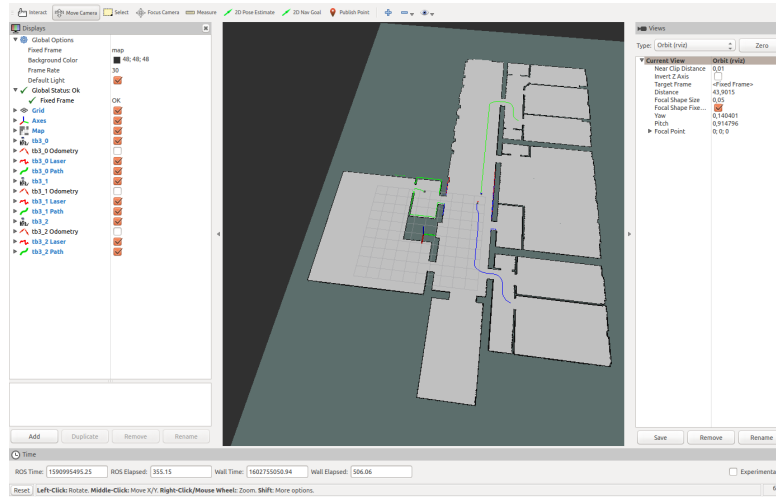 Interact Move Camera Select Focus Camera Measure 2D Pose Estimate 2D Nav Goal Publish Point
Displays
Global Options
Fixed Frame map
Background Color 48; 48; 48
Frame Rate 30
Default Light
Global Status: Ok
Fixed Frame OK
Grid
Axes
Map
tb3_0
tb3_0 Odometry
tb3_0 Laser
tb3_0 Path
tb3_1
tb3_1 Odometry
tb3_1 Laser
tb3_1 Path
tb3_2
tb3_2 Odometry
tb3_2 Laser
tb3_2 Path
Add Duplicate Remove Rename
Views
Type: Orbit (rviz) Zero
Current View Orbit (rviz)
Near Clip Distance 0,01
Invert Z Axis
Target Frame <Fixed Frame>
Distance 43,9015
Focal Shape Size 0,05
Focal Shape Fixe...
Yaw 0,140401
Pitch 0,914796
Focal Point 0; 0; 0
Save Remove Rename
Time
ROS Time: 1590995495.25 ROS Elapsed: 355.15 Wall Time: 1602755050.94 Wall Elapsed: 506.06 Experimenta
Reset Left-Click: Rotate. Middle-Click: Move X/Y. Right-Click/Mouse Wheel: Zoom. Shift: More options. 6